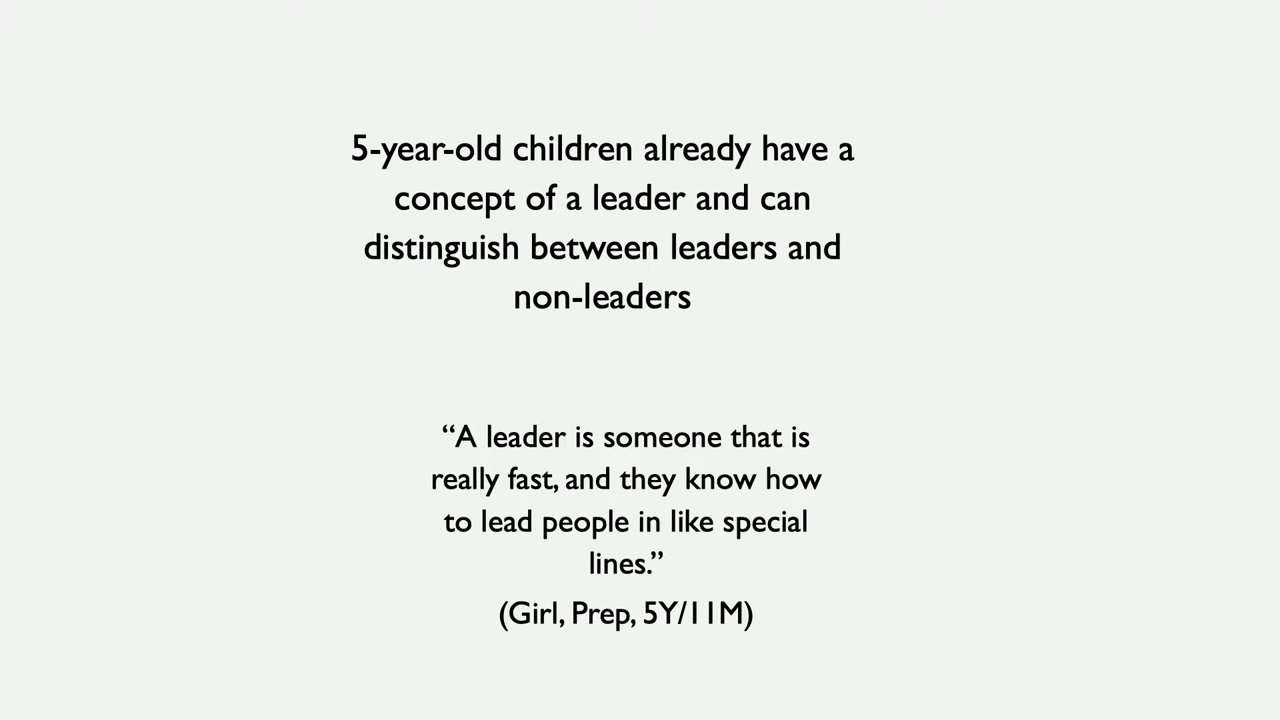 5-year-old children already have a
concept of a leader and can
distinguish between leaders and
non-leaders
“A leader is someone that is
really fast, and they know how
to lead people in like special
lines.”
(Girl, Prep, 5Y/11M)